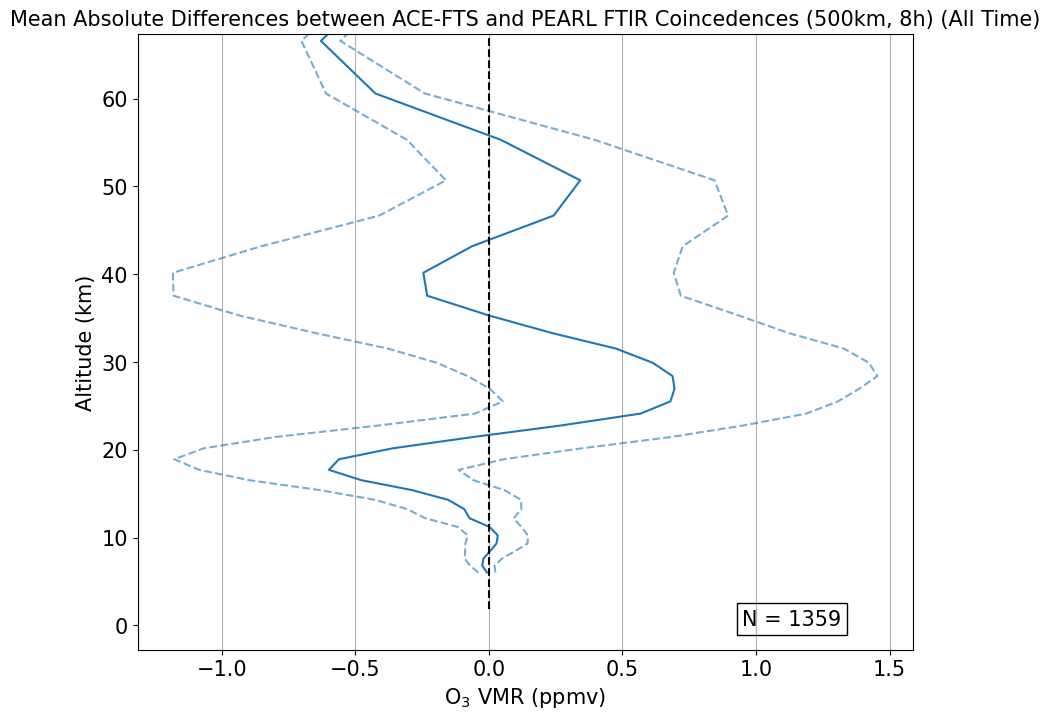 Mean Absolute Differences between ACE-FTS and PEARL FTIR Coincedences (500km, 8h) (All Time)
60
50
40
30
20
10
0
Altitude (km)
N = 1359
−1.0 −0.5 0.0 0.5 1.0 1.5
O₃ VMR (ppmv)